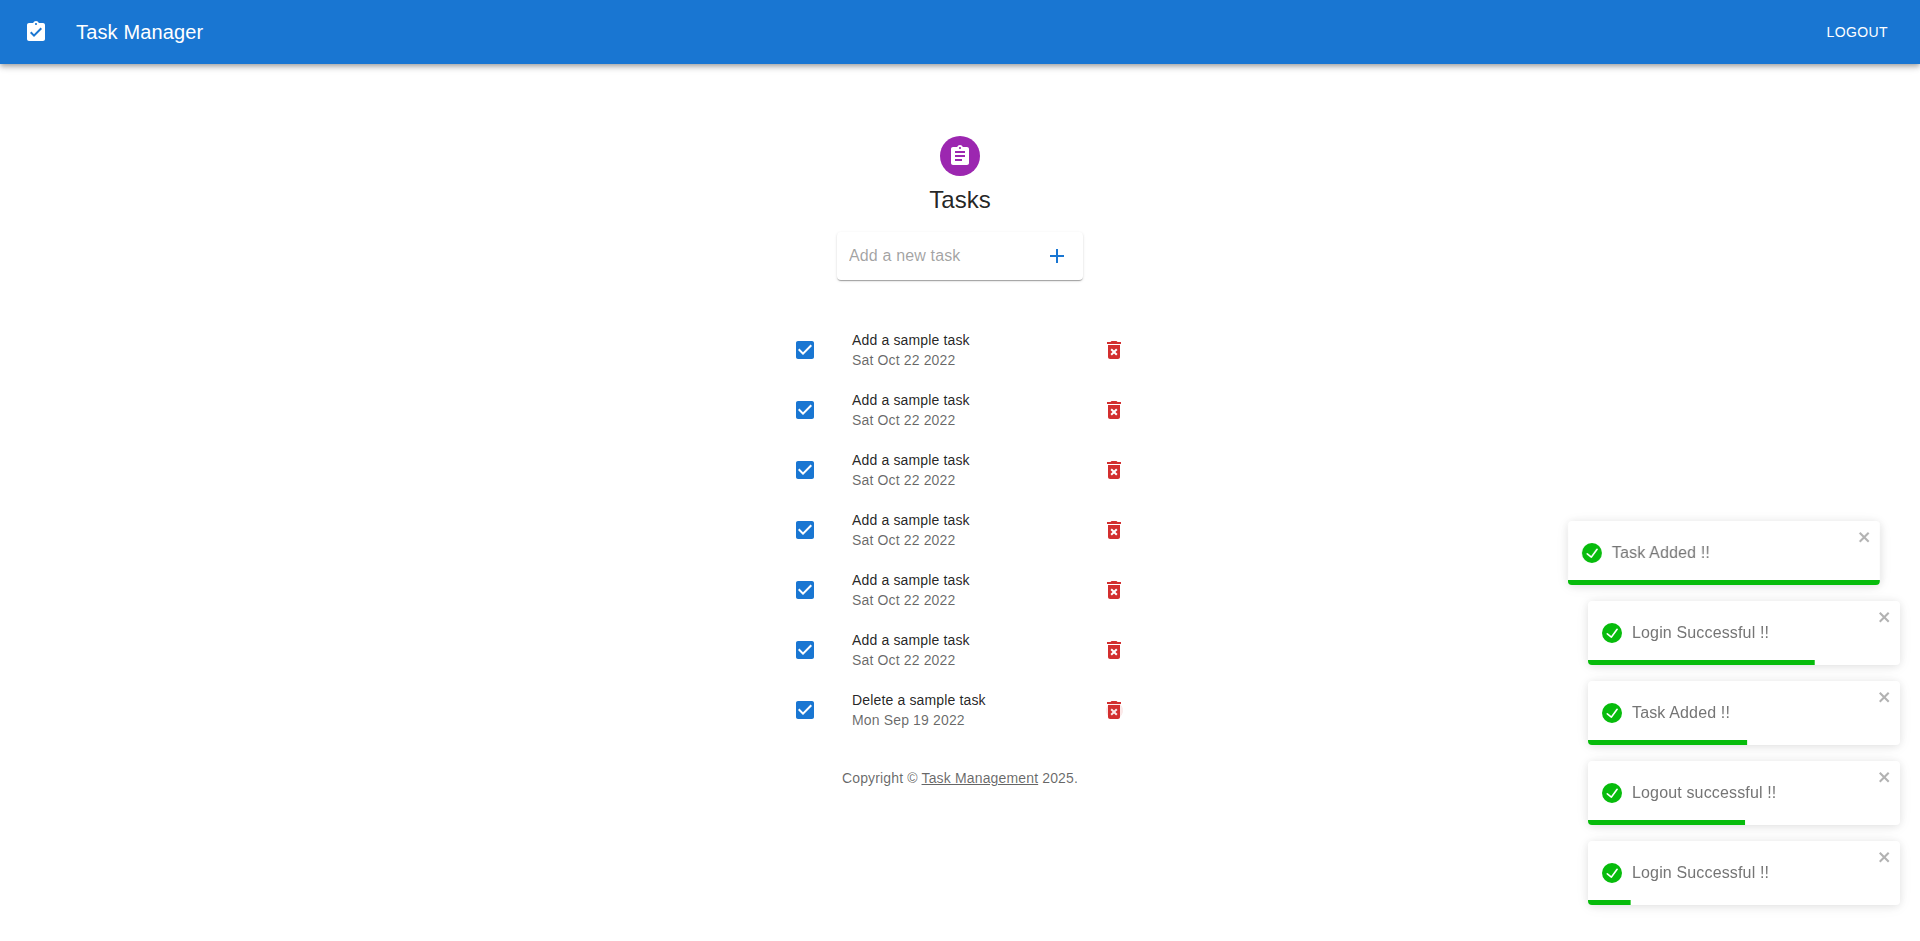 Task Manager
LOGOUT
Tasks
Add a new task
Add a sample task
Sat Oct 22 2022
Add a sample task
Sat Oct 22 2022
Add a sample task
Sat Oct 22 2022
Add a sample task
Sat Oct 22 2022
Add a sample task
Sat Oct 22 2022
Add a sample task
Sat Oct 22 2022
Delete a sample task
Mon Sep 19 2022
Copyright © Task Management 2025.
Task Added !!
Login Successful !!
Task Added !!
Logout successful !!
Login Successful !!